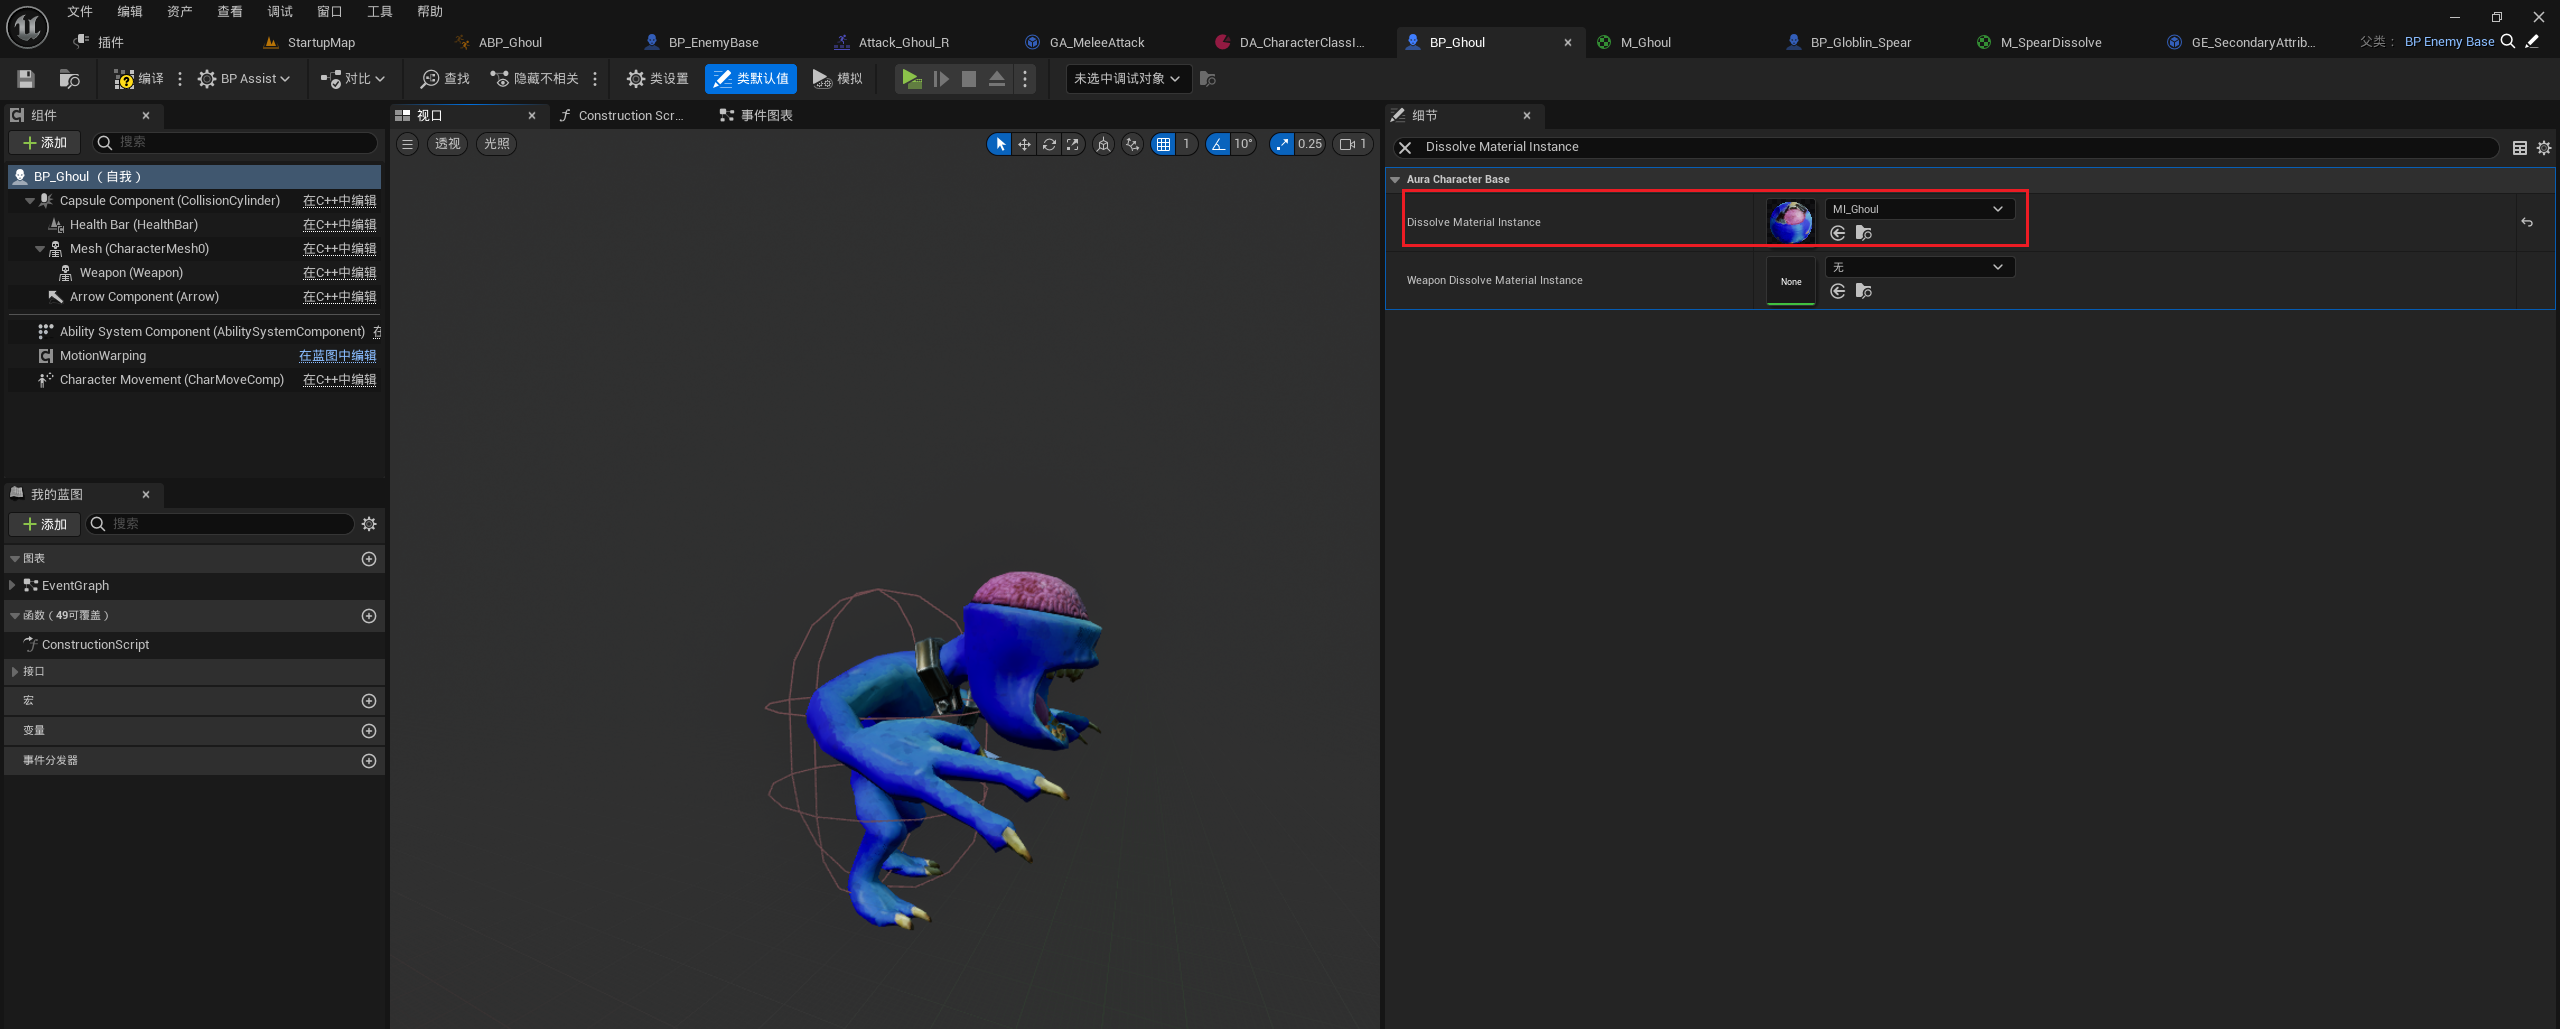 文件 编辑 资产 查看 调试 窗口 工具 帮助
插件 StartupMap ABP_Ghoul BP_EnemyBase Attack_Ghoul_R GA_MeleeAttack DA_CharacterClassI... BP_Ghoul M_Ghoul BP_Globlin_Spear M_SpearDissolve GE_SecondaryAttrib... 父类： BP Enemy Base
编译 BP Assist 对比 查找 隐藏不相关 类设置 类默认值 模拟 未选中调试对象
组件
添加 搜索
BP_Ghoul （自我）
Capsule Component (CollisionCylinder) 在C++中编辑
Health Bar (HealthBar) 在C++中编辑
Mesh (CharacterMesh0) 在C++中编辑
Weapon (Weapon) 在C++中编辑
Arrow Component (Arrow) 在C++中编辑
Ability System Component (AbilitySystemComponent) 在
MotionWarping 在蓝图中编辑
Character Movement (CharMoveComp) 在C++中编辑
我的蓝图
添加 搜索
图表
EventGraph
函数（49可覆盖）
ConstructionScript
接口
宏
变量
事件分发器
视口 Construction Scr... 事件图表
透视 光照 1 10° 0.25 1
细节
Dissolve Material Instance
Aura Character Base
Dissolve Material Instance MI_Ghoul
Weapon Dissolve Material Instance None 无